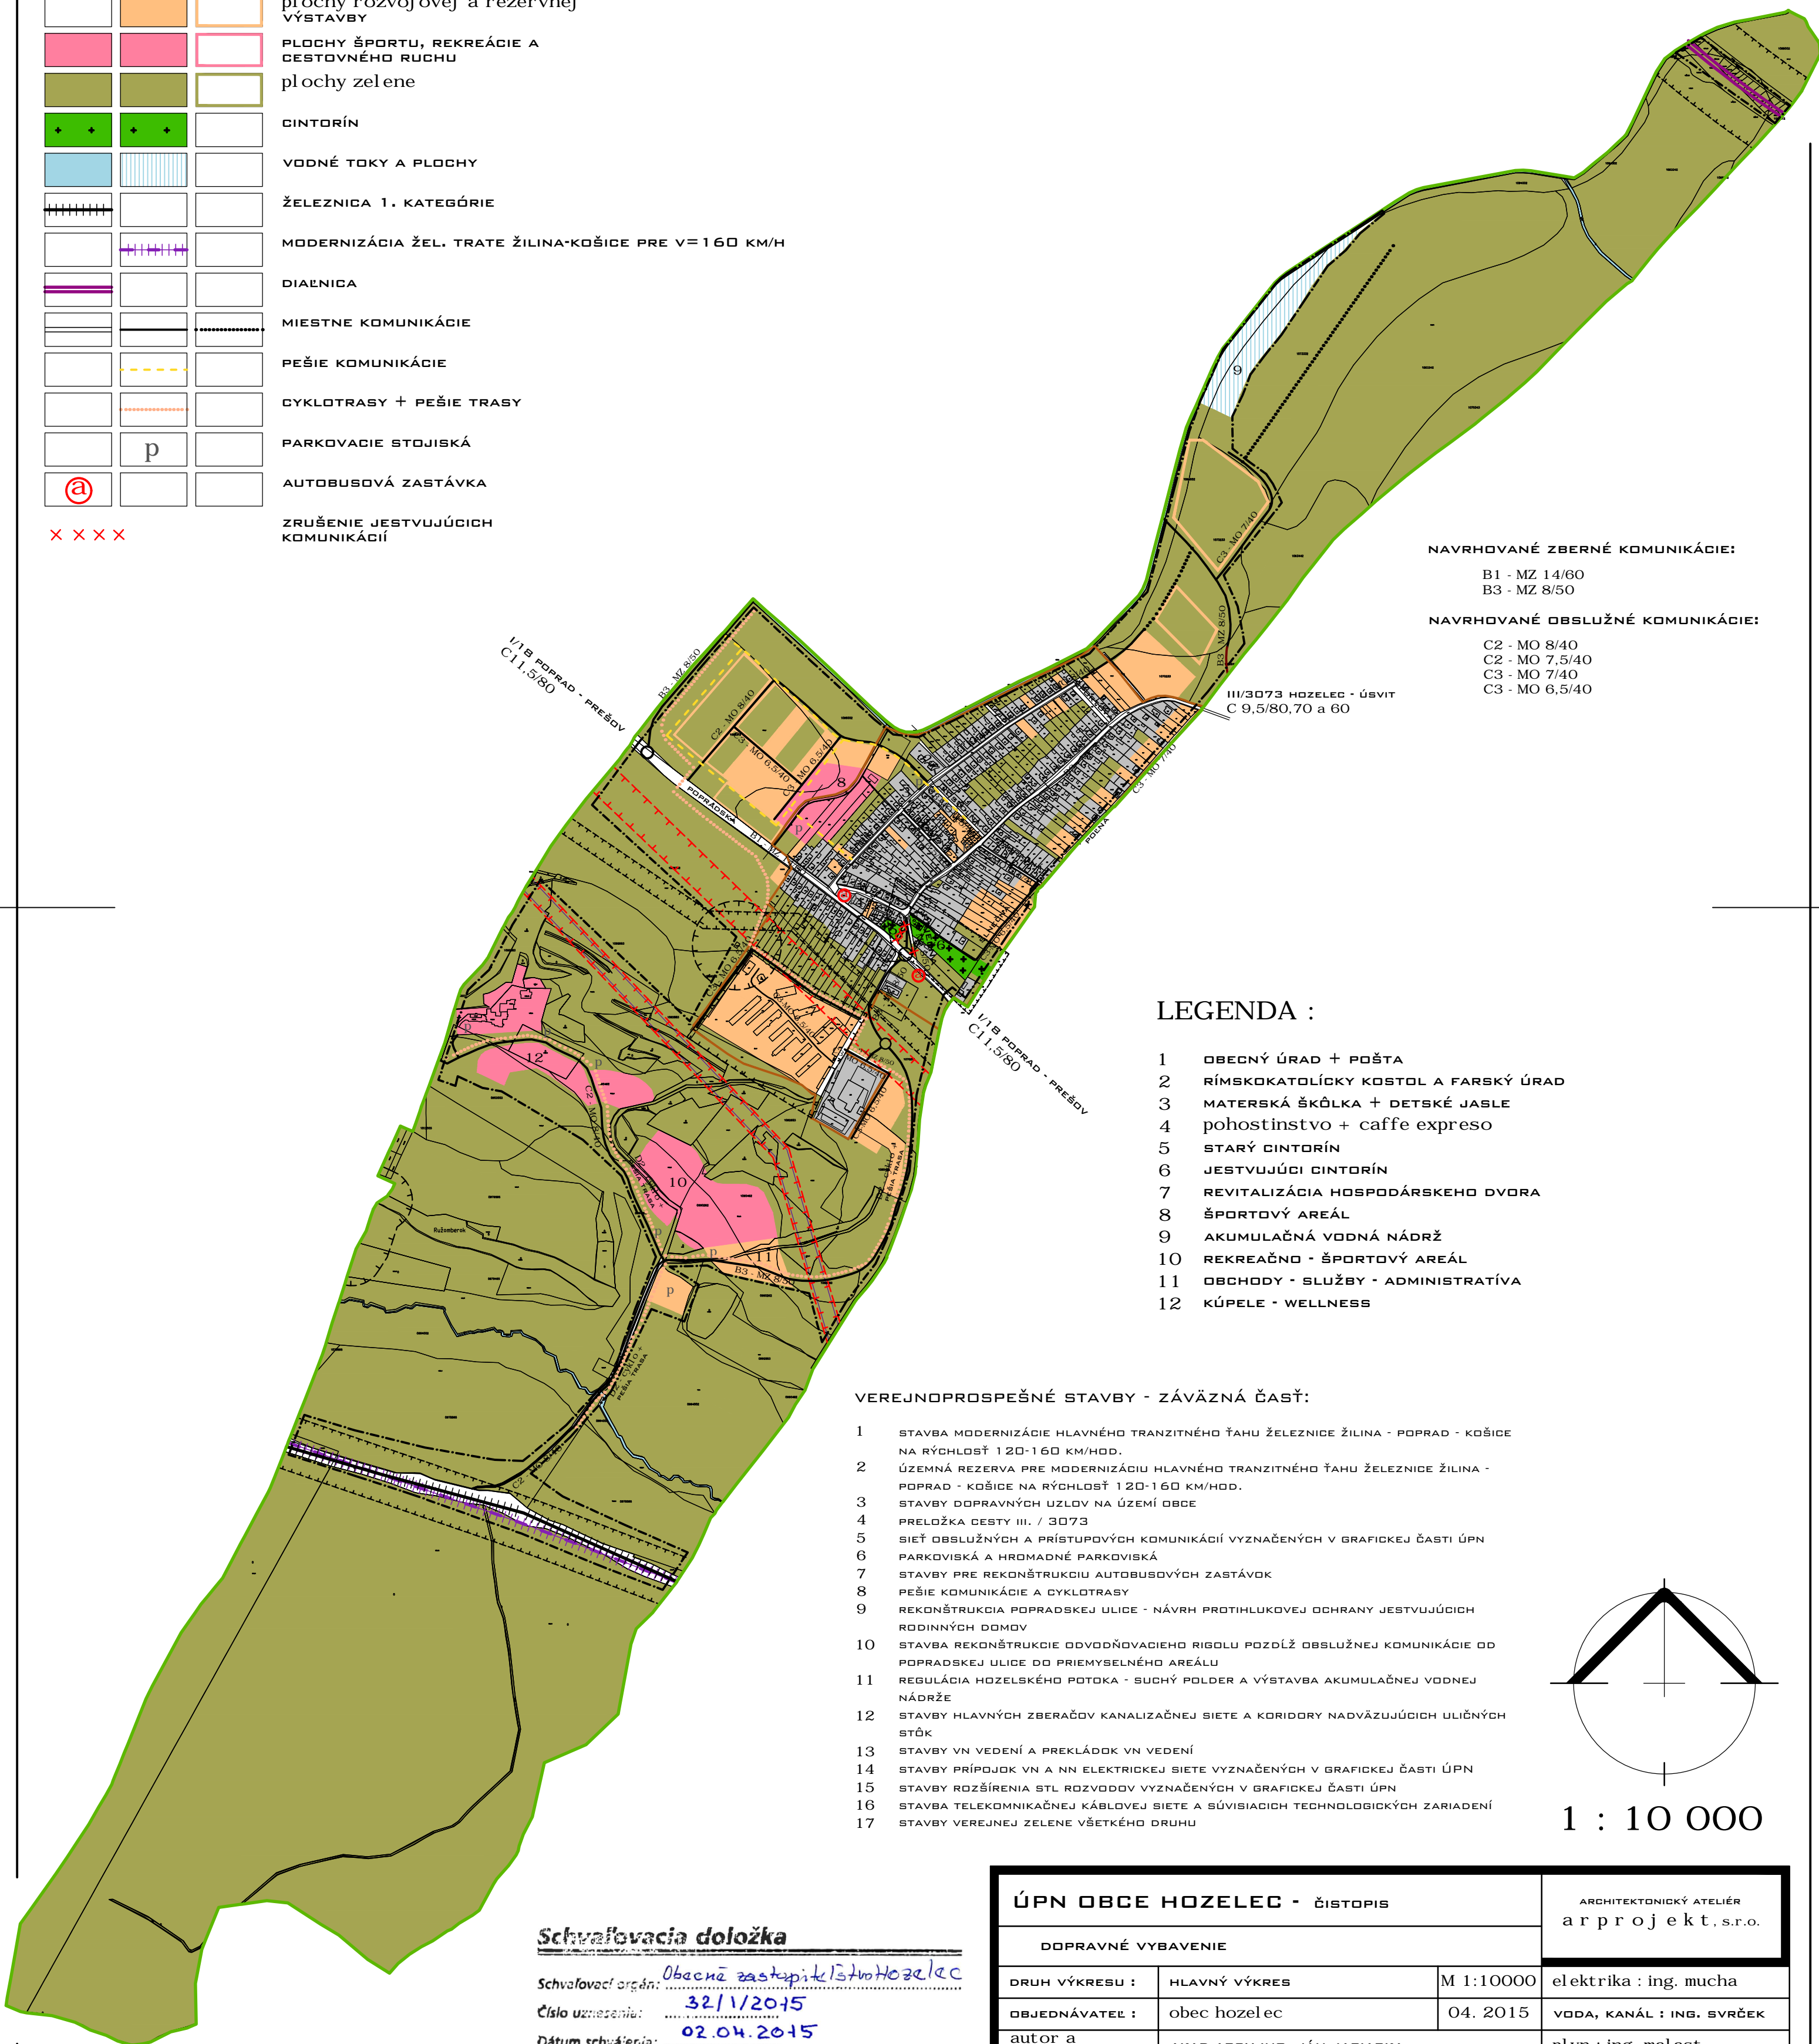 plochy rozvojovej a rezervnej
VÝSTAVBY
PLOCHY ŠPORTU, REKREÁCIE A
CESTOVNÉHO RUCHU
plochy zelene
CINTORÍN
VODNÉ TOKY A PLOCHY
ŽELEZNICA 1. KATEGÓRIE
MODERNIZÁCIA ŽEL. TRATE ŽILINA-KOŠICE PRE V=160 KM/H
DIAĽNICA
MIESTNE KOMUNIKÁCIE
PEŠIE KOMUNIKÁCIE
CYKLOTRASY + PEŠIE TRASY
p
PARKOVACIE STOJISKÁ
a
AUTOBUSOVÁ ZASTÁVKA
ZRUŠENIE JESTVUJÚCICH
KOMUNIKÁCIÍ
NAVRHOVANÉ ZBERNÉ KOMUNIKÁCIE:
B1 - MZ 14/60
B3 - MZ 8/50
NAVRHOVANÉ OBSLUŽNÉ KOMUNIKÁCIE:
C2 - MO 8/40
C2 - MO 7,5/40
C3 - MO 7/40
C3 - MO 6,5/40
9
C3 - MO 7/40
B3 - MZ 8/50
III/3073 HOZELEC - ÚSVIT
C 9,5/80,70 a 60
I/18 POPRAD - PREŠOV
C11,5/80
B3 - MZ 8/50
C2 - MO 8/40
C3 - MO 6,5/40
C3 - MO 6,5/40
8
p
POPRADSKÁ
B1 - MZ
C3 - MO 7/40
POĽNÁ
C3 - MO 6,5/40
I/18 POPRAD - PREŠOV
C11,5/80
p
12
p
C2 - MO 8/40
10
p
p
11
B3 - MZ 8/50
p
Ružomberok
D2 - CYKLO +
PEŠIA TRASA
LEGENDA :
1 OBECNÝ ÚRAD + POŠTA
2 RÍMSKOKATOLÍCKY KOSTOL A FARSKÝ ÚRAD
3 MATERSKÁ ŠKÔLKA + DETSKÉ JASLE
4 pohostinstvo + caffe expreso
5 STARÝ CINTORÍN
6 JESTVUJÚCI CINTORÍN
7 REVITALIZÁCIA HOSPODÁRSKEHO DVORA
8 ŠPORTOVÝ AREÁL
9 AKUMULAČNÁ VODNÁ NÁDRŽ
10 REKREAČNO - ŠPORTOVÝ AREÁL
11 OBCHODY - SLUŽBY - ADMINISTRATÍVA
12 KÚPELE - WELLNESS
VEREJNOPROSPEŠNÉ STAVBY - ZÁVÄZNÁ ČASŤ:
1 STAVBA MODERNIZÁCIE HLAVNÉHO TRANZITNÉHO ŤAHU ŽELEZNICE ŽILINA - POPRAD - KOŠICE
NA RÝCHLOSŤ 120-160 KM/HOD.
2 ÚZEMNÁ REZERVA PRE MODERNIZÁCIU HLAVNÉHO TRANZITNÉHO ŤAHU ŽELEZNICE ŽILINA -
POPRAD - KOŠICE NA RÝCHLOSŤ 120-160 KM/HOD.
3 STAVBY DOPRAVNÝCH UZLOV NA ÚZEMÍ OBCE
4 PRELOŽKA CESTY III. / 3073
5 SIEŤ OBSLUŽNÝCH A PRÍSTUPOVÝCH KOMUNIKÁCIÍ VYZNAČENÝCH V GRAFICKEJ ČASTI ÚPN
6 PARKOVISKÁ A HROMADNÉ PARKOVISKÁ
7 STAVBY PRE REKONŠTRUKCIU AUTOBUSOVÝCH ZASTÁVOK
8 PEŠIE KOMUNIKÁCIE A CYKLOTRASY
9 REKONŠTRUKCIA POPRADSKEJ ULICE - NÁVRH PROTIHLUKOVEJ OCHRANY JESTVUJÚCICH
RODINNÝCH DOMOV
10 STAVBA REKONŠTRUKCIE ODVODŇOVACIEHO RIGOLU POZDĹŽ OBSLUŽNEJ KOMUNIKÁCIE OD
POPRADSKEJ ULICE DO PRIEMYSELNÉHO AREÁLU
11 REGULÁCIA HOZELSKÉHO POTOKA - SUCHÝ POLDER A VÝSTAVBA AKUMULAČNEJ VODNEJ
NÁDRŽE
12 STAVBY HLAVNÝCH ZBERAČOV KANALIZAČNEJ SIETE A KORIDORY NADVÄZUJÚCICH ULIČNÝCH
STÔK
13 STAVBY VN VEDENÍ A PREKLÁDOK VN VEDENÍ
14 STAVBY PRÍPOJOK VN A NN ELEKTRICKEJ SIETE VYZNAČENÝCH V GRAFICKEJ ČASTI ÚPN
15 STAVBY ROZŠÍRENIA STL ROZVODOV VYZNAČENÝCH V GRAFICKEJ ČASTI ÚPN
16 STAVBA TELEKOMNIKAČNEJ KÁBLOVEJ SIETE A SÚVISIACICH TECHNOLOGICKÝCH ZARIADENÍ
17 STAVBY VEREJNEJ ZELENE VŠETKÉHO DRUHU
1 : 10 000
Schvaľovacia doložka
Schvaľovací orgán: Obecné zastupiteľstvo Hozelec
Číslo uznesenia: 32/1/2015
Dátum schválenia: 02.04.2015
ÚPN OBCE HOZELEC - ČISTOPIS
ARCHITEKTONICKÝ ATELIÉR
arprojekt, s.r.o.
DOPRAVNÉ VYBAVENIE
DRUH VÝKRESU : HLAVNÝ VÝKRES M 1:10000 elektrika : ing. mucha
OBJEDNÁVATEĽ : obec hozelec 04. 2015 VODA, KANÁL : ING. SVRČEK
autor a